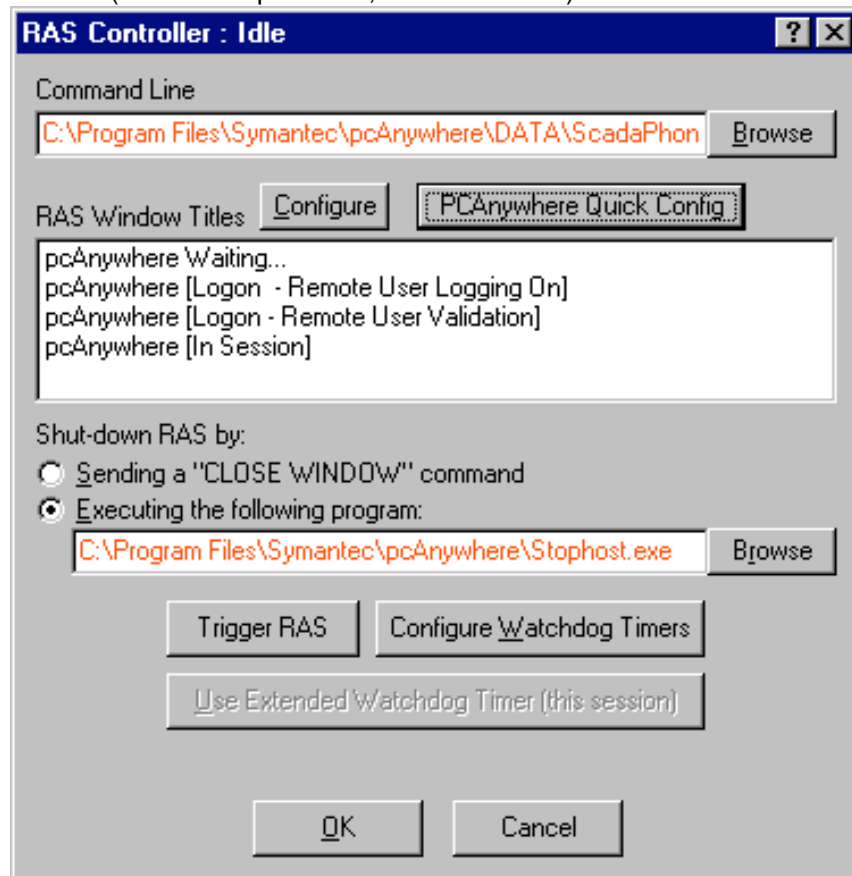 RAS Controller : Idle
Command Line
C:\Program Files\Symantec\pcAnywhere\DATA\ScadaPhon Browse
RAS Window Titles Configure PCAnywhere Quick Config
pcAnywhere Waiting...
pcAnywhere [Logon - Remote User Logging On]
pcAnywhere [Logon - Remote User Validation]
pcAnywhere [In Session]
Shut-down RAS by:
Sending a "CLOSE WINDOW" command
Executing the following program:
C:\Program Files\Symantec\pcAnywhere\Stophost.exe Browse
Trigger RAS Configure Watchdog Timers
Use Extended Watchdog Timer (this session)
OK Cancel